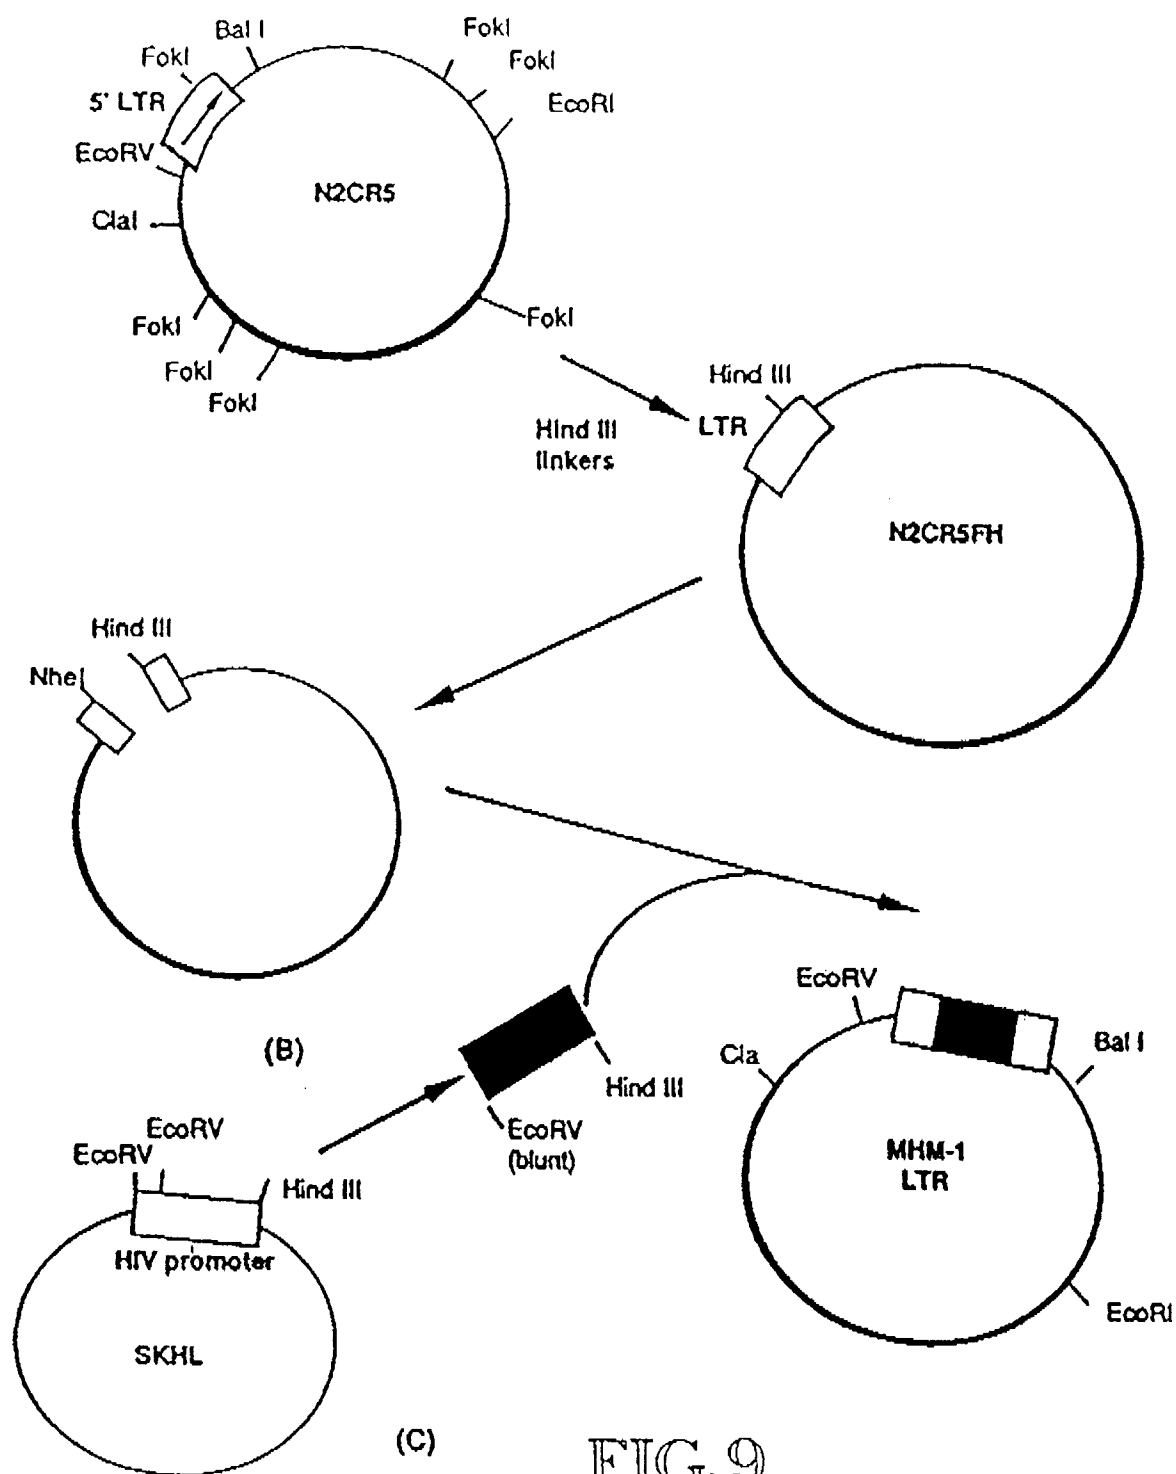 Bal I
FokI
FokI
FokI
5' LTR
EcoRI
EcoRV
N2CR5
ClaI
FokI
FokI
FokI
FokI
Hind III
LTR
Hind III
linkers
N2CR5FH
Hind III
NheI
EcoRV
Bal I
Cla
(B)
Hind III
EcoRV
(blunt)
EcoRV
EcoRV
Hind III
MHM-1
LTR
HIV promoter
EcoRI
SKHL
(C)
FIG. 9